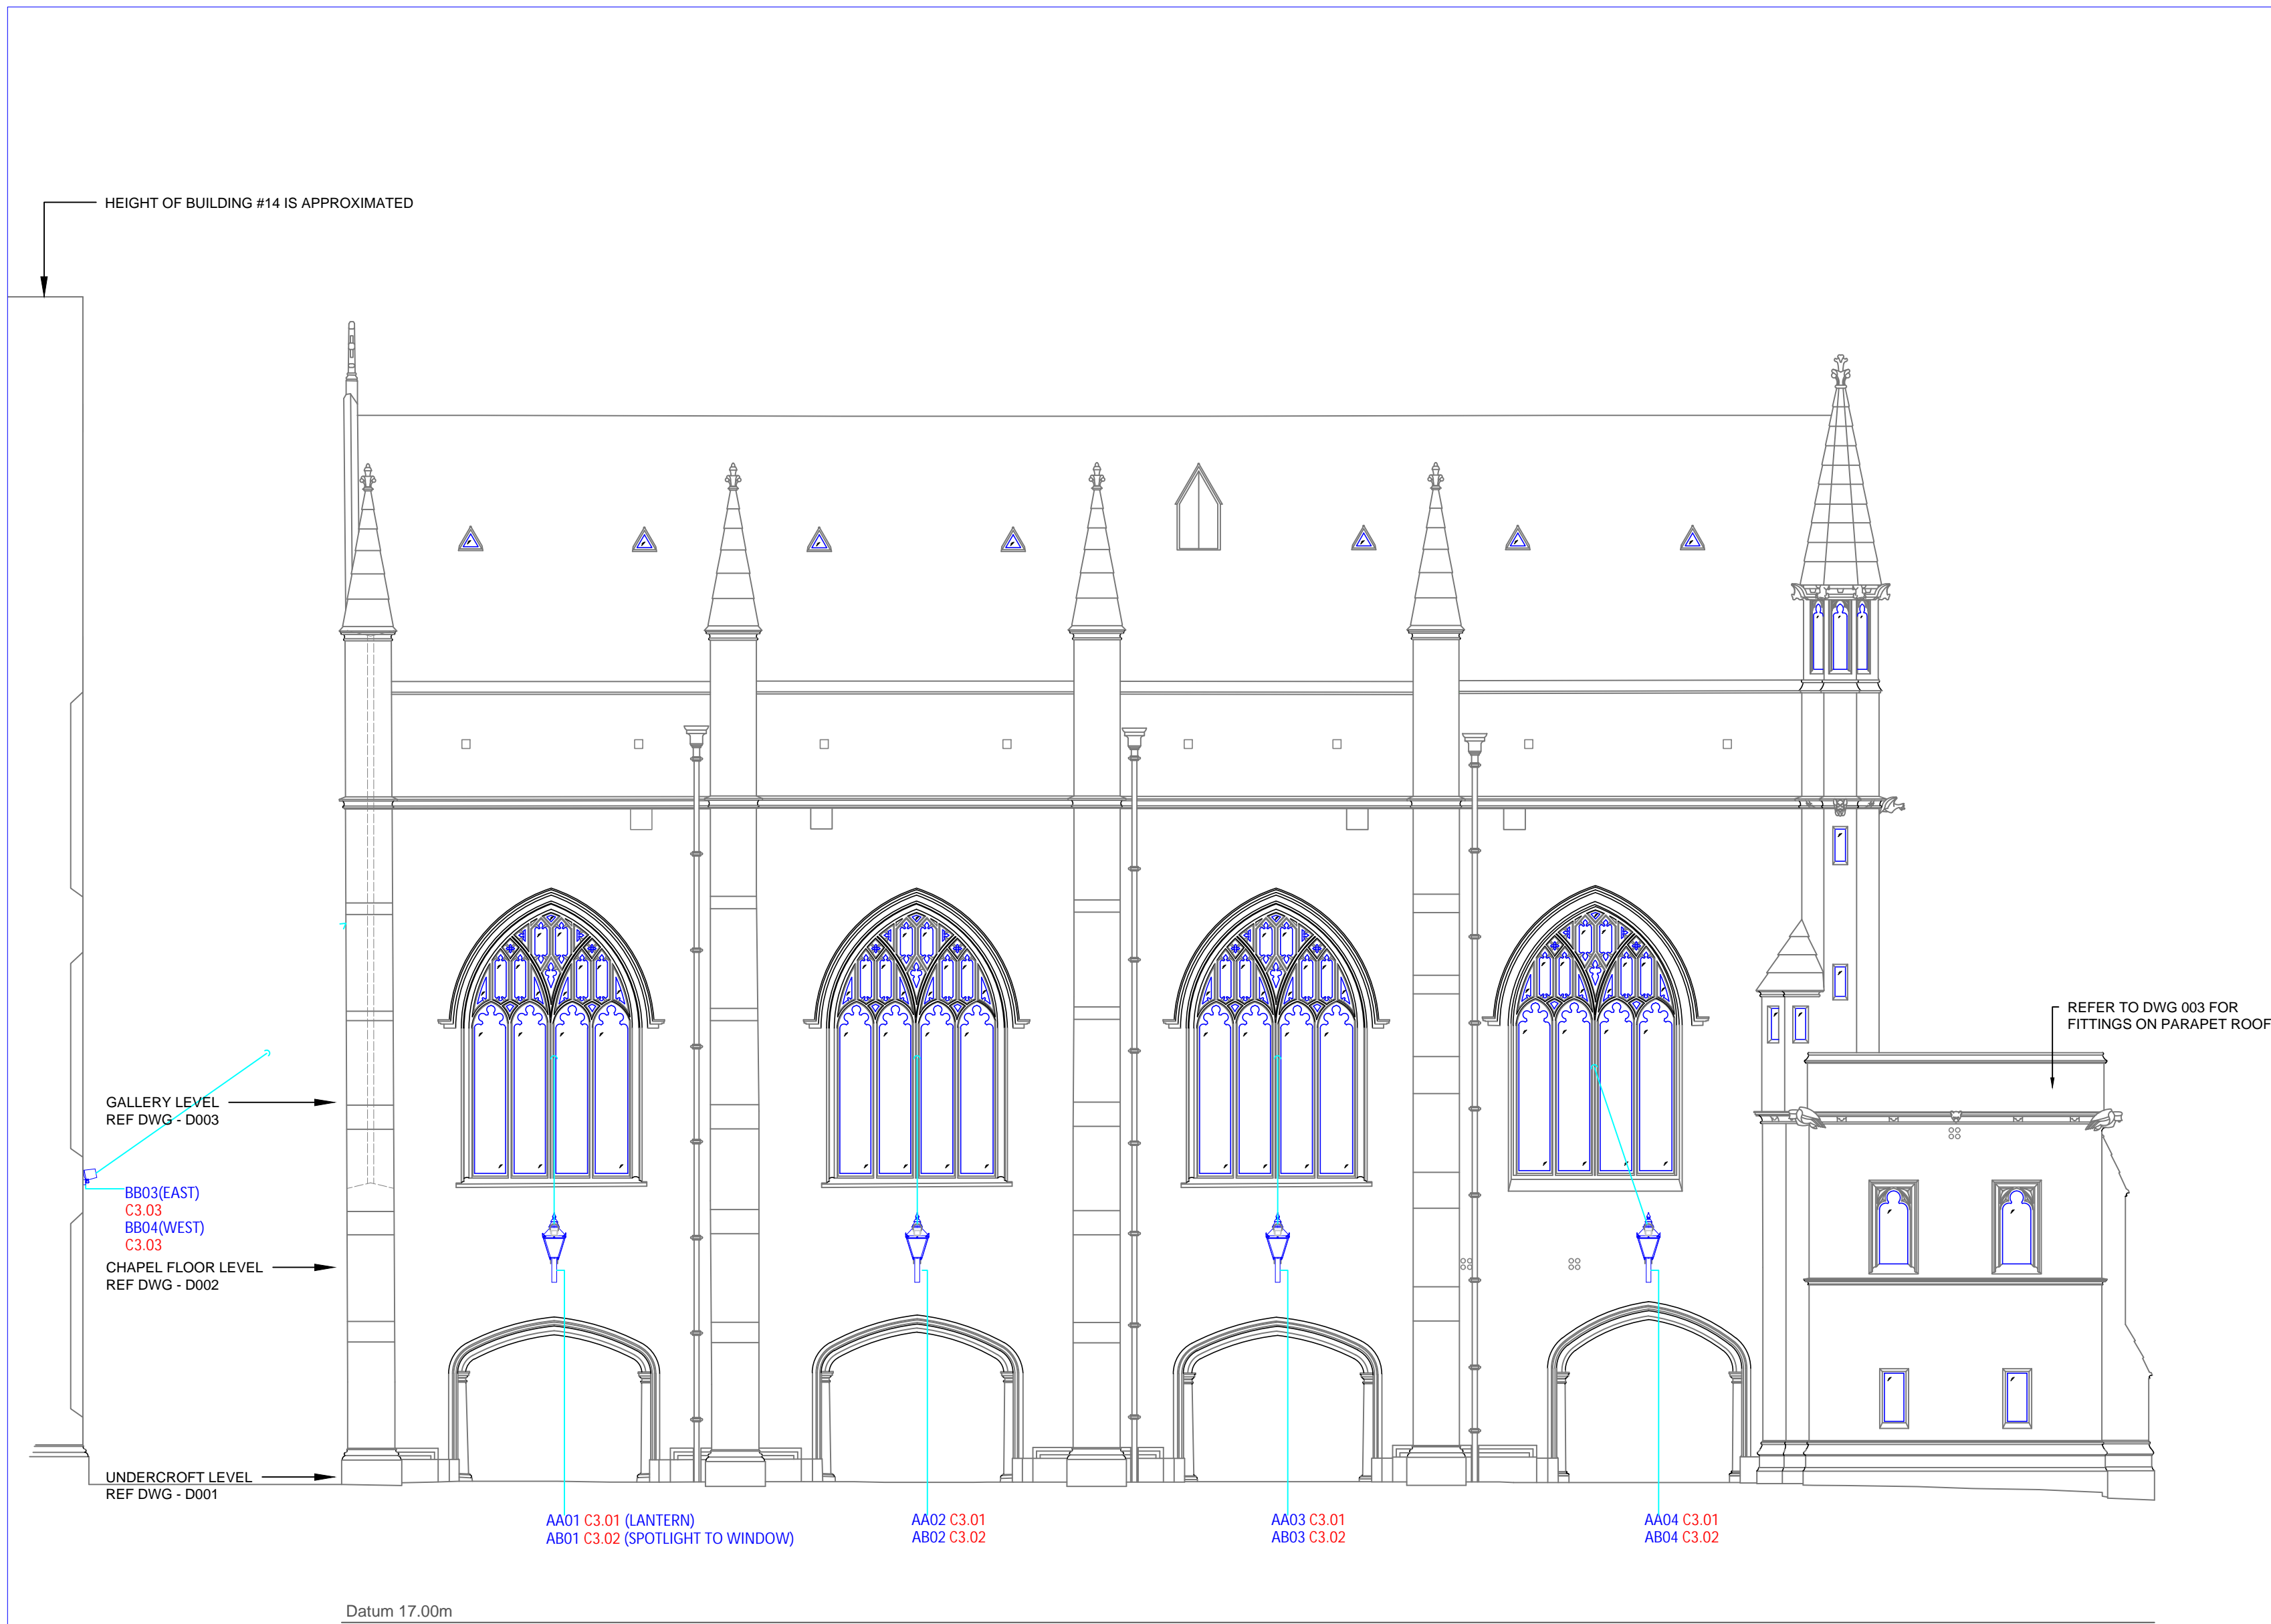 HEIGHT OF BUILDING #14 IS APPROXIMATED
REFER TO DWG 003 FOR
FITTINGS ON PARAPET ROOF
GALLERY LEVEL
REF DWG - D003
BB03(EAST)
C3.03
BB04(WEST)
C3.03
CHAPEL FLOOR LEVEL
REF DWG - D002
UNDERCROFT LEVEL
REF DWG - D001
AA01 C3.01 (LANTERN)
AB01 C3.02 (SPOTLIGHT TO WINDOW)
AA02 C3.01
AB02 C3.02
AA03 C3.01
AB03 C3.02
AA04 C3.01
AB04 C3.02
Datum 17.00m